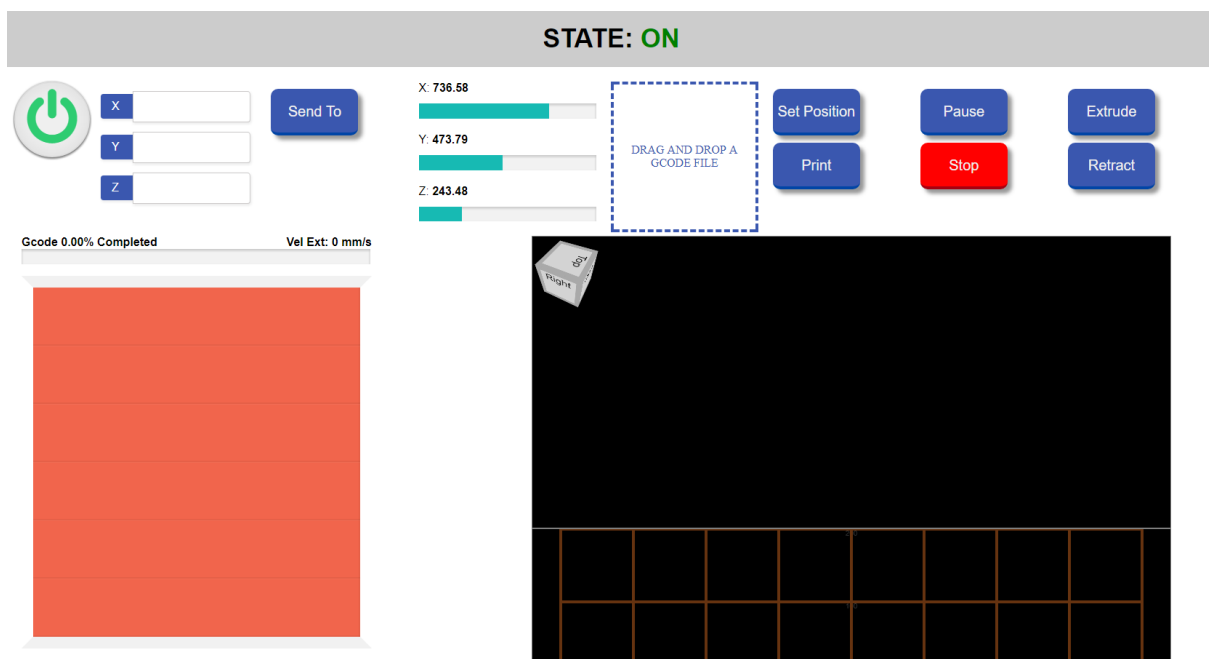 STATE: ON
X
Y
Z
Send To
X: 736.58
Y: 473.79
Z: 243.48
DRAG AND DROP A
GCODE FILE
Set Position
Pause
Extrude
Print
Stop
Retract
Gcode 0.00% Completed
Vel Ext: 0 mm/s
Top
Right